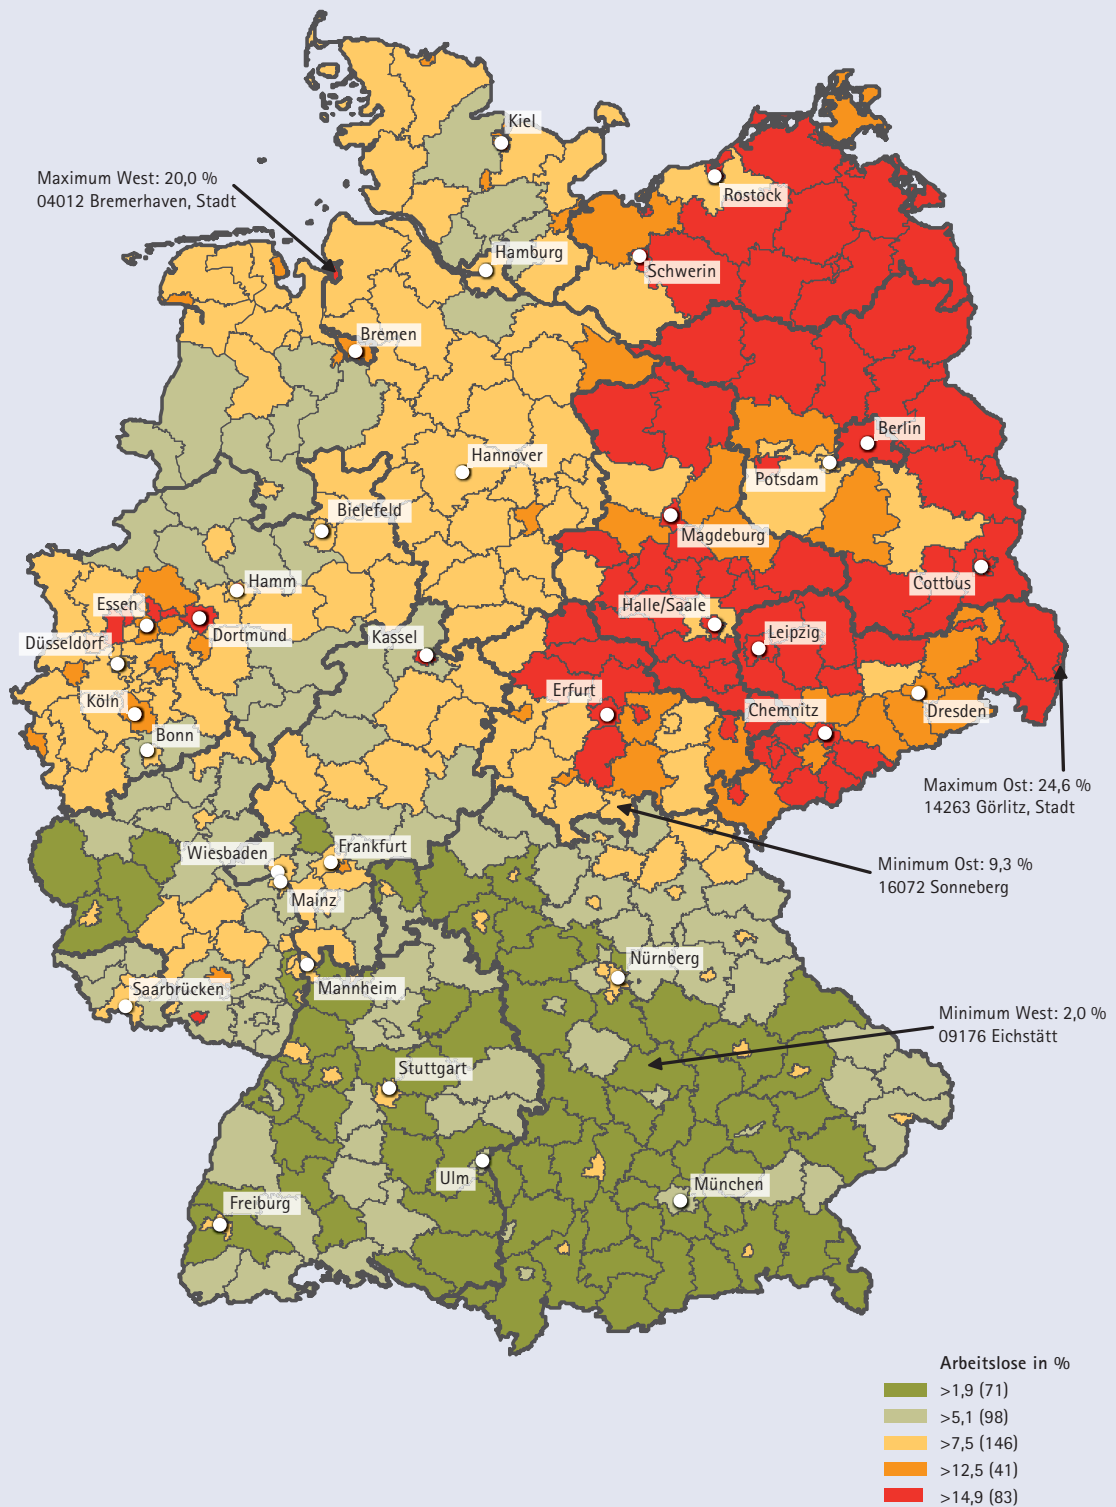 Kiel
Maximum West: 20,0 %
04012 Bremerhaven, Stadt
Rostock
Hamburg
Schwerin
Bremen
Berlin
Hannover
Potsdam
Bielefeld
Magdeburg
Hamm
Cottbus
Essen
Halle/Saale
Dortmund
Kassel
Leipzig
Düsseldorf
Erfurt
Köln
Chemnitz
Dresden
Bonn
Maximum Ost: 24,6 %
14263 Görlitz, Stadt
Wiesbaden
Frankfurt
Minimum Ost: 9,3 %
16072 Sonneberg
Mainz
Nürnberg
Saarbrücken
Mannheim
Minimum West: 2,0 %
09176 Eichstätt
Stuttgart
Ulm
München
Freiburg
Arbeitslose in %
>1,9 (71)
>5,1 (98)
>7,5 (146)
>12,5 (41)
>14,9 (83)